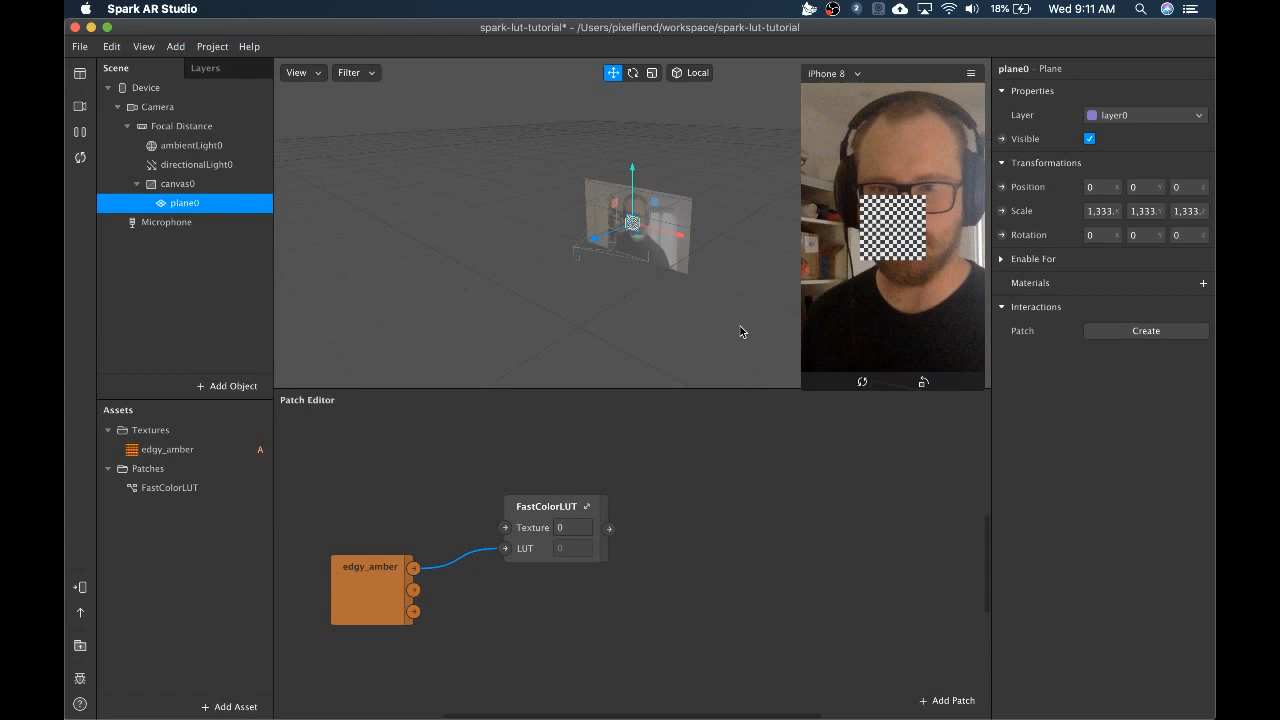 Spark AR Studio
2
18%
Wed 9:11 AM
spark-lut-tutorial* - /Users/pixelfiend/workspace/spark-lut-tutorial
File Edit View Add Project Help
Scene
Layers
Device
Camera
Focal Distance
ambientLight0
directionalLight0
canvas0
plane0
Microphone
+ Add Object
Assets
Textures
edgy_amber
A
Patches
FastColorLUT
+ Add Asset
View
Filter
Local
iPhone 8
Patch Editor
FastColorLUT
Texture 0
LUT 0
edgy_amber
+ Add Patch
plane0 - Plane
Properties
Layer layer0
Visible
Transformations
Position 0 X 0 Y 0 Z
Scale 1,333. X 1,333. Y 1,333. Z
Rotation 0 X 0 Y 0 Z
Enable For
Materials +
Interactions
Patch Create